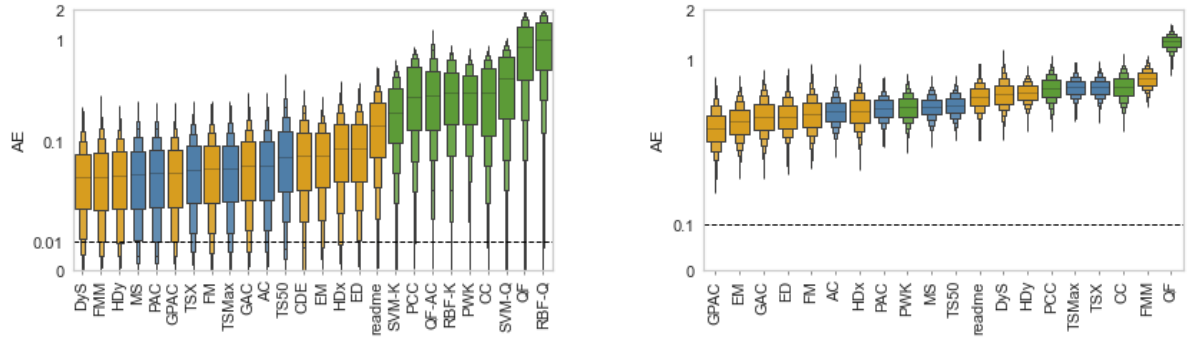 2
1
AE
0.1
0.01
0
DyS
FMM
HDy
MS
PAC
GPAC
TSX
FM
TSMax
GAC
AC
TS50
CDE
EM
HDx
ED
readme
SVM-K
PCC
QF-AC
RBF-K
PWK
CC
SVM-Q
QF
RBF-Q
2
1
AE
0.1
0
GPAC
EM
GAC
ED
FM
AC
HDx
PAC
PWK
MS
TS50
readme
DyS
HDy
PCC
TSMax
TSX
CC
FMM
QF